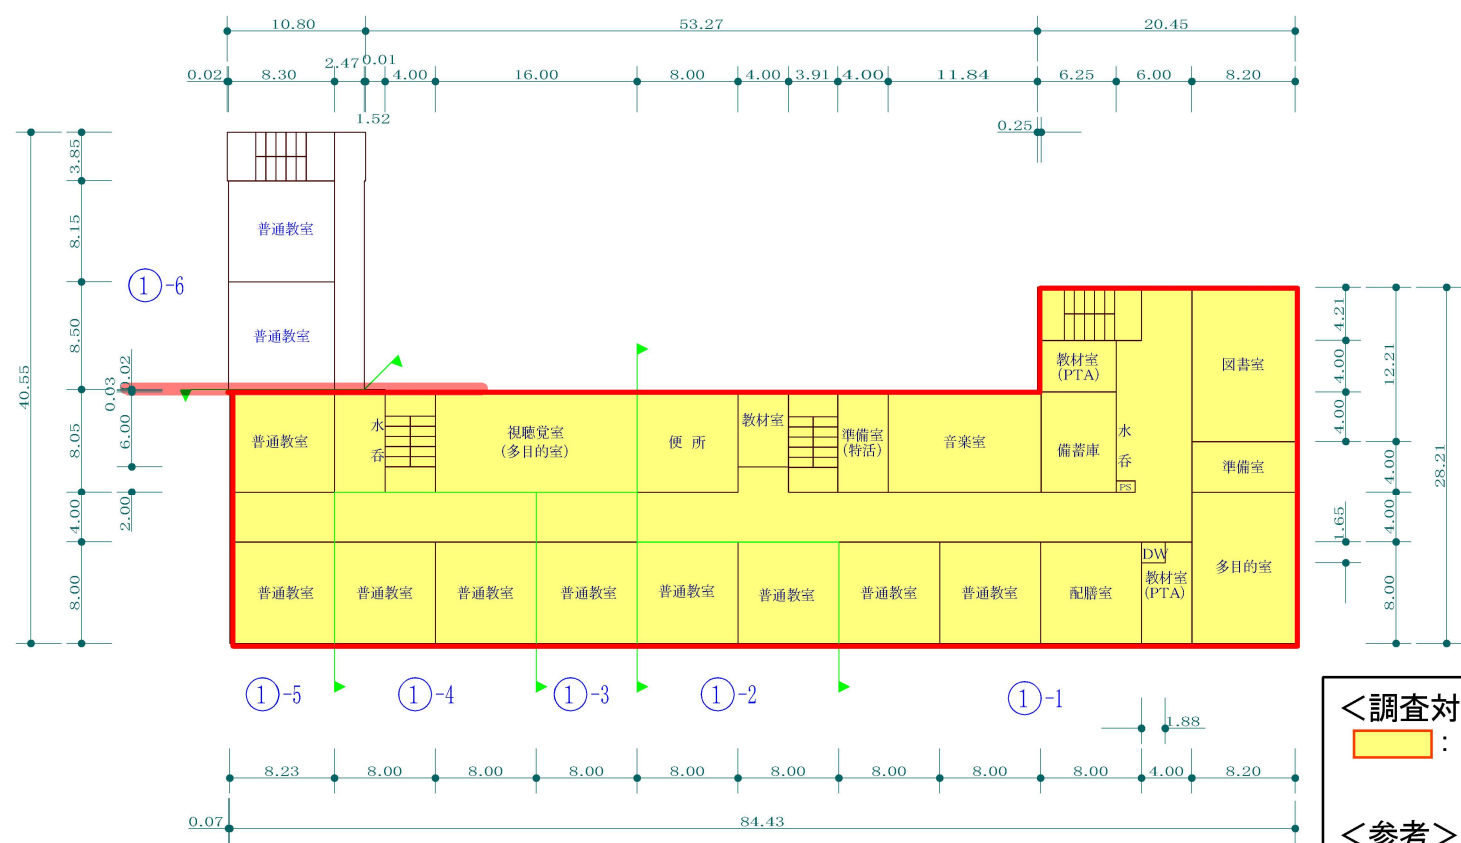 10.80 53.27 20.45
0.02 8.30 2.47 0.01 4.00 16.00 8.00 4.00 3.91 4.00 11.84 6.25 6.00 8.20
1.52 0.25
3.85
8.15
8.50
0.02
0.03
40.55
6.00
8.05
2.00
4.00
8.00
普通教室
①-6
普通教室
教材室
(PTA)
図書室
4.21
4.00
12.21
4.00
28.21
普通教室
水呑
視聴覚室
(多目的室)
便 所
教材室
準備室
(特活)
音楽室
備蓄庫
水呑
PS
準備室
4.00
4.00
1.65
8.00
普通教室 普通教室 普通教室 普通教室 普通教室 普通教室 普通教室 普通教室 配膳室
DW
教材室
(PTA)
多目的室
①-5 ①-4 ①-3 ①-2 ①-1
1.88
<調査対
:
8.23 8.00 8.00 8.00 8.00 8.00 8.00 8.00 8.00 4.00 8.20
0.07 84.43
<参考>